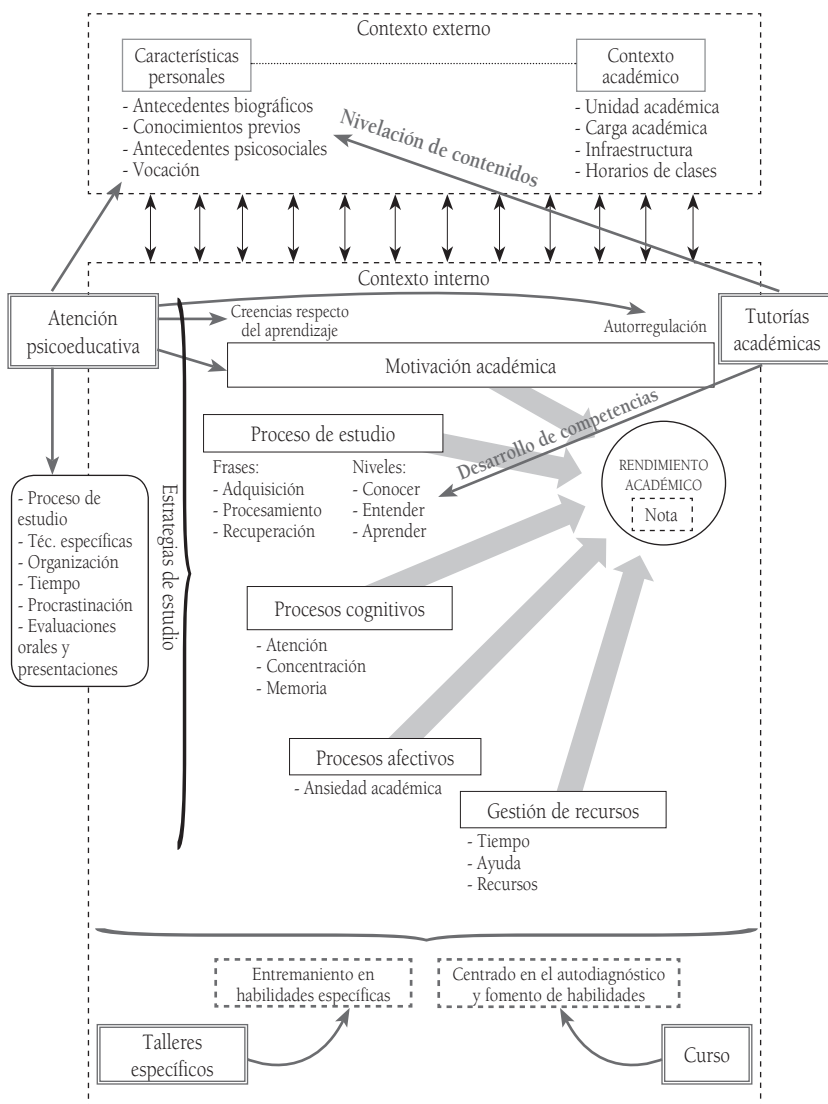 Contexto externo
Características
personales
- Antecedentes biográficos
- Conocimientos previos
- Antecedentes psicosociales
- Vocación
Contexto
académico
- Unidad académica
- Carga académica
- Infraestructura
- Horarios de clases
Nivelación de contenidos
Contexto interno
Atención
psicoeducativa
Creencias respecto
del aprendizaje
Autorregulación
Tutorías
académicas
Motivación académica
Proceso de estudio
Frases:
- Adquisición
- Procesamiento
- Recuperación
Niveles:
- Conocer
- Entender
- Aprender
Desarrollo de competencias
RENDIMIENTO
ACADÉMICO
Nota
- Proceso de
estudio
- Téc. específicas
- Organización
- Tiempo
- Procrastinación
- Evaluaciones
orales y
presentaciones
Estrategias de estudio
Procesos cognitivos
- Atención
- Concentración
- Memoria
Procesos afectivos
- Ansiedad académica
Gestión de recursos
- Tiempo
- Ayuda
- Recursos
Entremaniento en
habilidades específicas
Centrado en el autodiagnóstico
y fomento de habilidades
Talleres
específicos
Curso